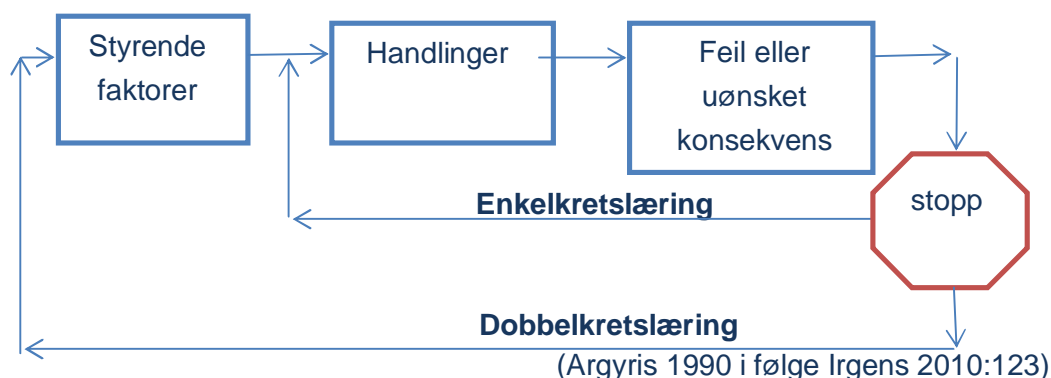 Styrende
faktorer
Handlinger
Feil eller
uønsket
konsekvens
stopp
Enkelkretslæring
Dobbelkretslæring
(Argyris 1990 i følge Irgens 2010:123)